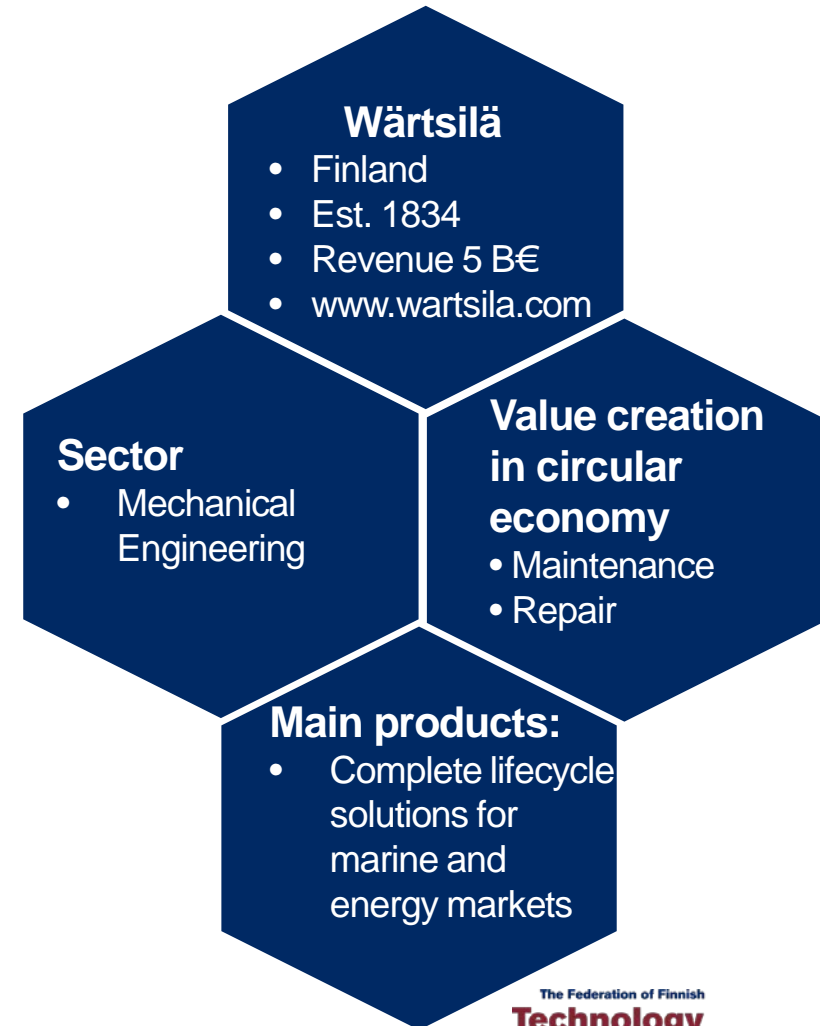 Wärtsilä
• Finland
• Est. 1834
• Revenue 5 B€
• www.wartsila.com
Sector
• Mechanical
Engineering
Value creation
in circular
economy
• Maintenance
• Repair
Main products:
• Complete lifecycle
solutions for
marine and
energy markets
The Federation of Finnish
Technology